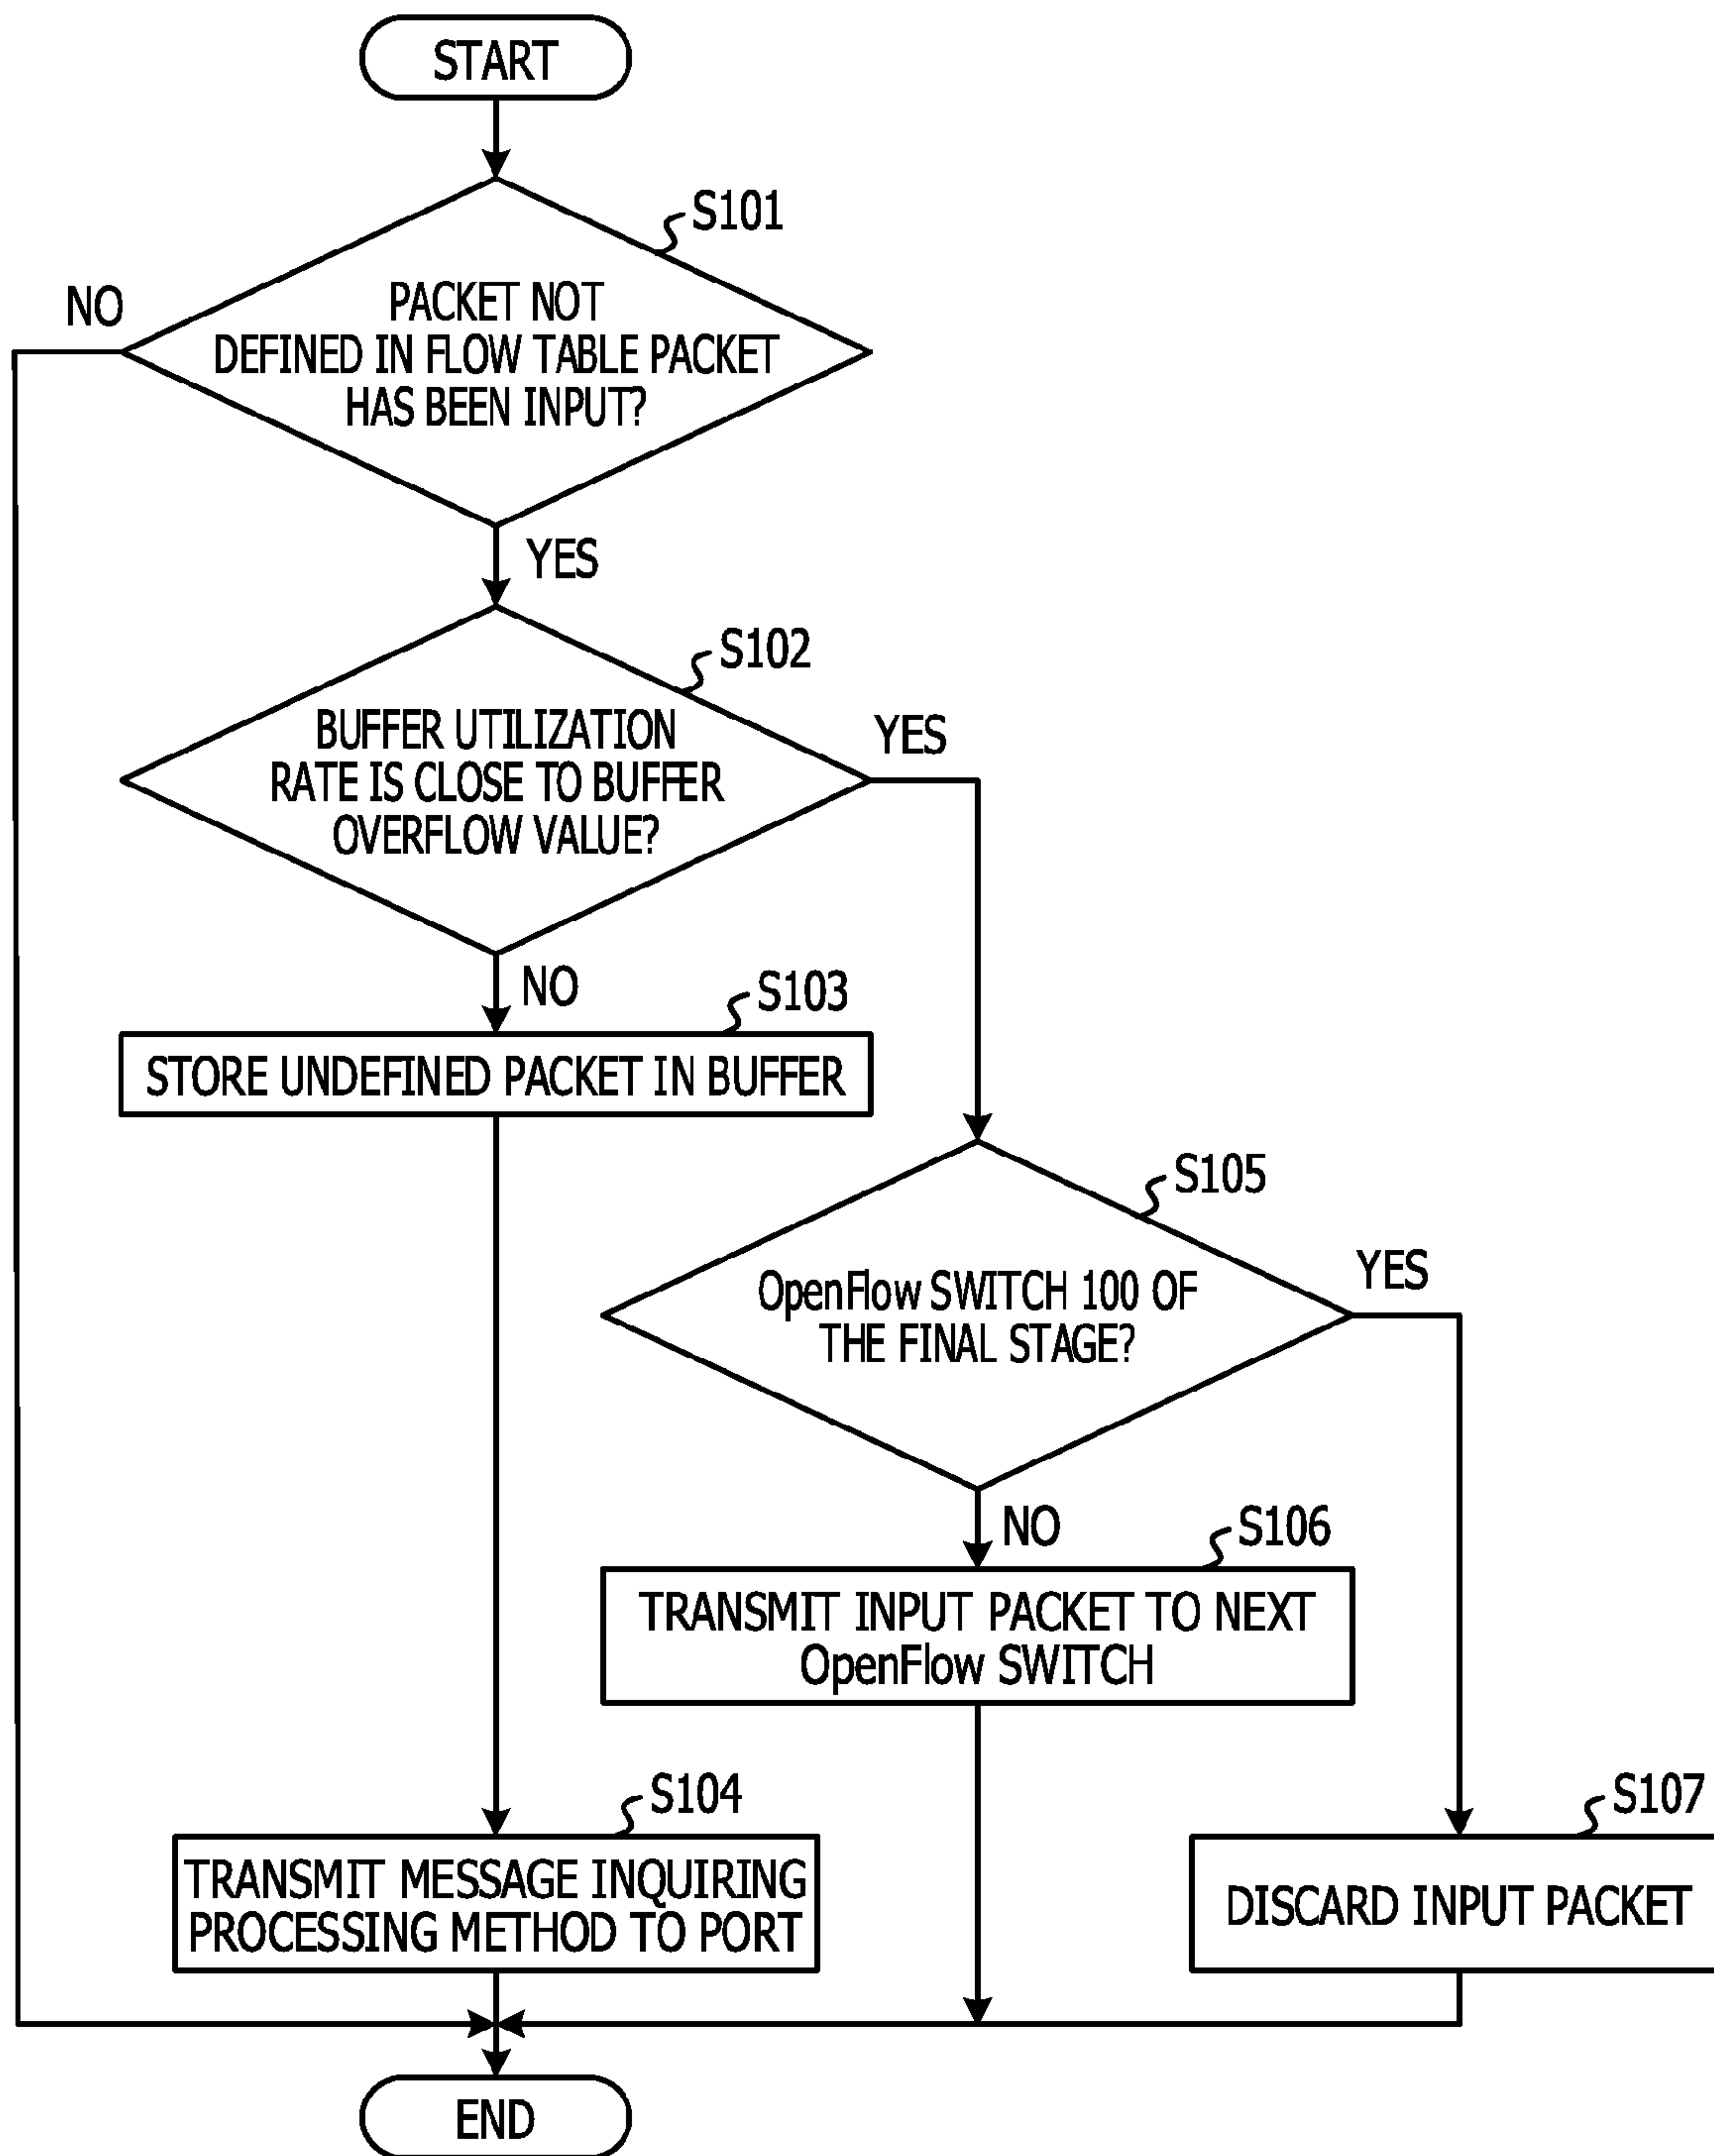 START
S101
NO
PACKET NOT
DEFINED IN FLOW TABLE PACKET
HAS BEEN INPUT?
YES
S102
BUFFER UTILIZATION
RATE IS CLOSE TO BUFFER
OVERFLOW VALUE?
YES
NO
S103
STORE UNDEFINED PACKET IN BUFFER
S105
OpenFlow SWITCH 100 OF
THE FINAL STAGE?
YES
NO
S106
TRANSMIT INPUT PACKET TO NEXT
OpenFlow SWITCH
S104
TRANSMIT MESSAGE INQUIRING
PROCESSING METHOD TO PORT
S107
DISCARD INPUT PACKET
END